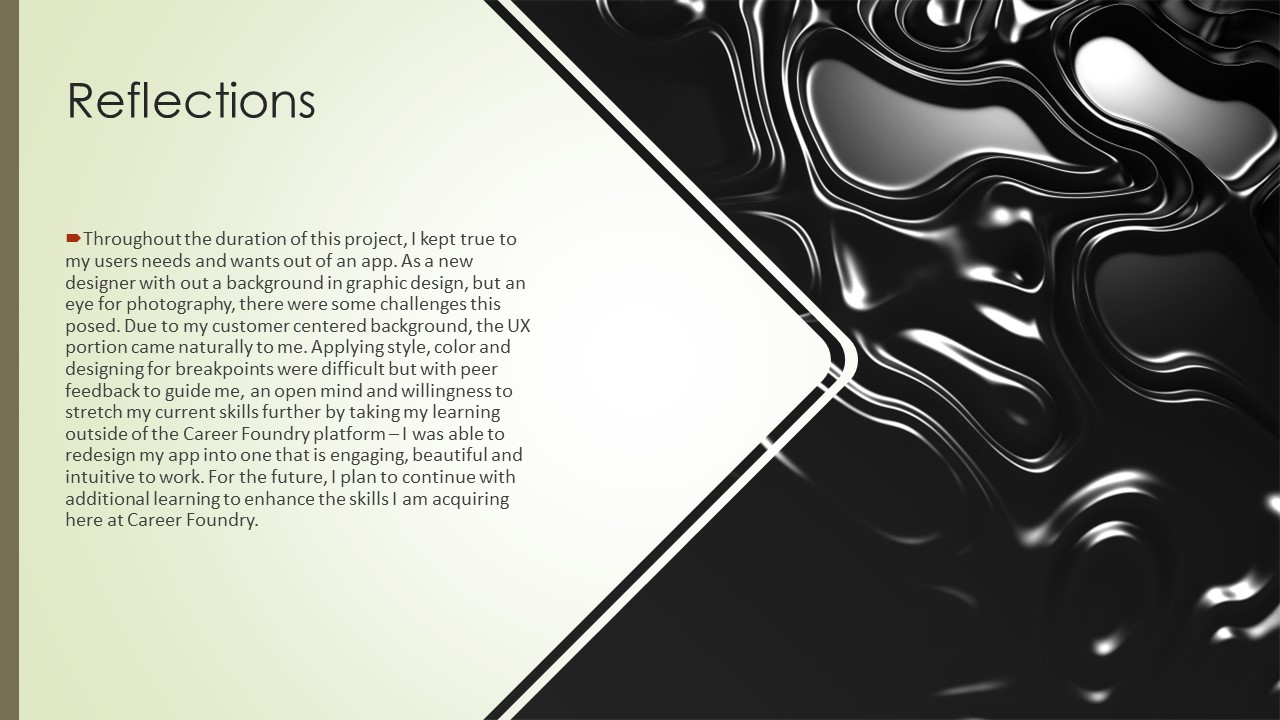 Reflections
Throughout the duration of this project, I kept true to
my users needs and wants out of an app. As a new
designer with out a background in graphic design, but an
eye for photography, there were some challenges this
posed. Due to my customer centered background, the UX
portion came naturally to me. Applying style, color and
designing for breakpoints were difficult but with peer
feedback to guide me, an open mind and willingness to
stretch my current skills further by taking my learning
outside of the Career Foundry platform – I was able to
redesign my app into one that is engaging, beautiful and
intuitive to work. For the future, I plan to continue with
additional learning to enhance the skills I am acquiring
here at Career Foundry.